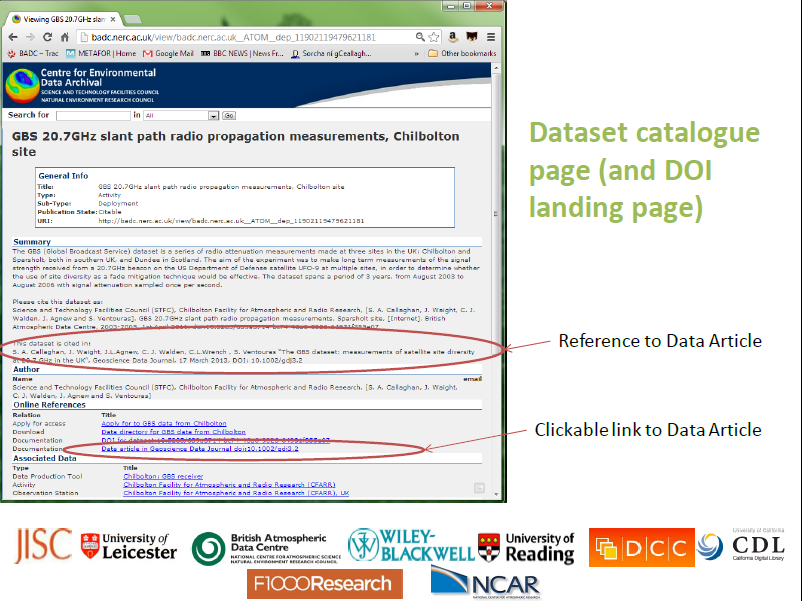 Viewing GBS 20.7GHz slan
badc.nerc.ac.uk/view/badc.nerc.ac.uk__ATOM__dep_11902119479621181
BADC – Trac
METAFOR | Home
Google Mail
BBC NEWS | News Fr...
Sorcha ní gCeallagh...
»
Other bookmarks
Centre for Environmental
Data Archival
SCIENCE AND TECHNOLOGY FACILITIES COUNCIL
NATURAL ENVIRONMENT RESEARCH COUNCIL
Search for in All Go
GBS 20.7GHz slant path radio propagation measurements, Chilbolton
site
General Info
Title: GBS 20.7GHz slant path radio propagation measurements, Chilbolton site
Type: Activity
Sub-Type: Deployment
Publication State: Citable
URI: http://badc.nerc.ac.uk/view/badc.nerc.ac.uk__ATOM__dep_11902119479621181
Summary
The GBS (Global Broadcast Service) dataset is a series of radio attenuation measurements made at three sites in the UK: Chilbolton and
Sparsholt, both in southern UK, and Dundee in Scotland. The aim of the experiment was to make long term measurements of the signal
strength received from a 20.7GHz beacon on the US Department of Defense satellite UFO-9 at multiple sites, in order to determine whether
the use of site diversity as a fade mitigation technique would be effective. The dataset spans a period of 3 years, from August 2003 to
August 2006 with signal attenuation sampled once per second.
Please cite this dataset as:
Science and Technology Facilities Council (STFC), Chilbolton Facility for Atmospheric and Radio Research, [S. A. Callaghan, J. Waight, C. J.
Walden, J. Agnew and S. Ventouras]. GBS 20.7GHz slant path radio propagation measurements, Sparsholt site, [Internet]. British
Atmospheric Data Centre, 2003-2005,
This dataset is cited in:
S. A. Callaghan, J. Waight, J.L.Agnew, C. J. Walden, C.L.Wrench , S. Ventouras "The GBS dataset: measurements of satellite site diversity
at 20.7 GHz in the UK", Geoscience Data Journal, 17 March 2013, DOI: 10.1002/gdj3.2
Author
Name email
Science and Technology Facilities Council (STFC), Chilbolton Facility for Atmospheric and Radio Research, [S. A. Callaghan, J. Waight,
C. J. Walden, J. Agnew and S. Ventouras]
Online References
Relation Title
Apply for access Apply for to GBS data from Chilbolton
Download Data directory for GBS data from Chilbolton
Documentation DOI for dataset
Documentation Data article in Geoscience Data Journal doi:10.1002/gdj3.2
Associated Data
Type Title
Data Production Tool Chilbolton: GBS receiver
Activity Chilbolton Facility for Atmospheric and Radio Research (CFARR)
Observation Station Chilbolton Facility for Atmospheric and Radio Research (CFARR), UK
Dataset catalogue
page (and DOI
landing page)
Reference to Data Article
Clickable link to Data Article
JISC
University of
Leicester
British Atmospheric
Data Centre
NATIONAL CENTRE FOR ATMOSPHERIC SCIENCE
NATURAL ENVIRONMENT RESEARCH COUNCIL
WILEY-
BLACKWELL
University of
Reading
DCC
University of California
CDL
California Digital Library
F1000Research
NCAR
NATIONAL CENTER FOR ATMOSPHERIC RESEARCH